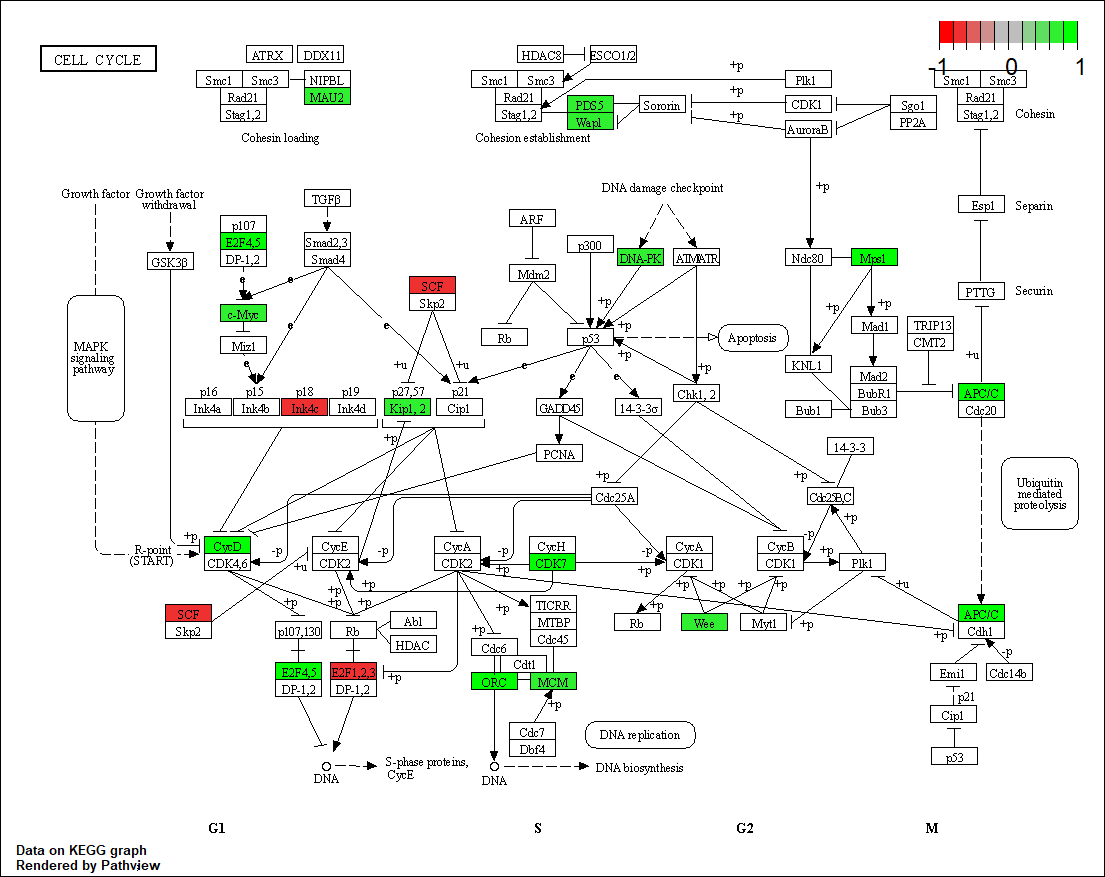 CELL CYCLE
ATRX
DDX11
Smc1
Smc3
NIPBL
Rad21
MAU2
Stag1,2
Cohesin loading
HDAC8
ESCO1/2
Smc1
Smc3
Rad21
Stag1,2
PDS5
Wapl
Sororin
Cohesion establishment
+p
Plk1
+p
CDK1
+p
AuroraB
Sgo1
PP2A
-1
0
1
Smc1
Smc3
Rad21
Stag1,2
Cohesin
+p
Espl
Separin
PTTG
Securin
+u
Growth factor
Growth factor
withdrawal
GSK3β
MAPK
signaling
pathway
p107
E2F4,5
DP-1,2
e
c-Myc
Miz1
e
TGFβ
Smad2,3
Smad4
e
e
SCF
Skp2
+u
+u
p16
p15
p18
p19
Ink4a
Ink4b
Ink4c
Ink4d
p27,57
p21
Kip1, 2
Cip1
+p
ARF
Mdm2
Rb
p300
DNA damage checkpoint
DNA-PK
ATM/ATR
+p
+p
p53
+p
Apoptosis
e
e
e
+p
GADD45
14-3-3σ
Chk1, 2
PCNA
Ndc80
Mps1
+p
+p
Mad1
KNL1
Mad2
BubR1
Bub3
Bub1
TRIP13
CMT2
APC/C
Cdc20
14-3-3
+p
+p
Cdc25A
Cdc25B,C
+p
Ubiquitin
mediated
proteolysis
R-point
(START)
+p
CycD
CDK4,6
-p
CycE
CDK2
-p
CycA
CDK2
-p
+p
CycH
CDK7
-p
+p
CycA
CDK1
CycB
CDK1
-p
+p
Plk1
+u
+u
+p
+p
+p
+p
+p
+p
+p
+p
+p
SCF
Skp2
p107,130
Rb
Abl
HDAC
E2F4,5
DP-1,2
E2F1,2,3
DP-1,2
+p
+p
TICRR
MTBP
Cdc45
Cdc6
Cdt1
ORC
MCM
+p
Cdc7
Dbf4
Rb
Wee
Myt1
+p
+p
APC/C
Cdh1
-p
Emi1
Cdc14b
p21
Cip1
p53
DNA replication
DNA
S-phase proteins,
CycE
DNA
DNA biosynthesis
G1
S
G2
M
Data on KEGG graph
Rendered by Pathview